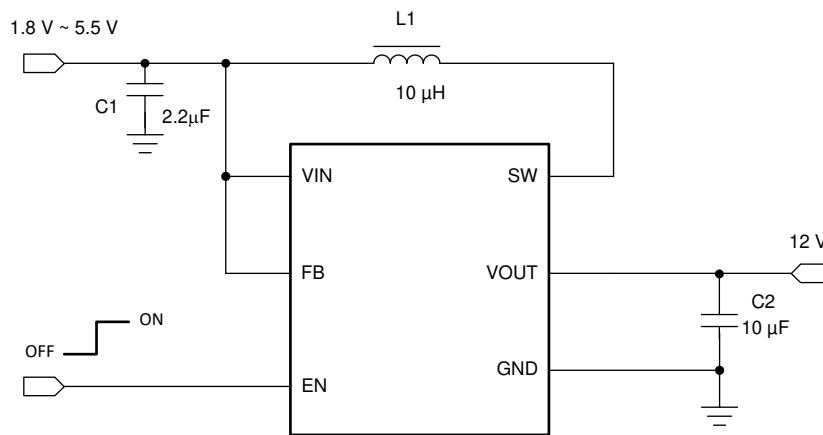 L1
1.8 V ~ 5.5 V
C1
2.2μF
10 µH
VIN
SW
12 V
FB
VOUT
C2
10 µF
ON
OFF
GND
EN